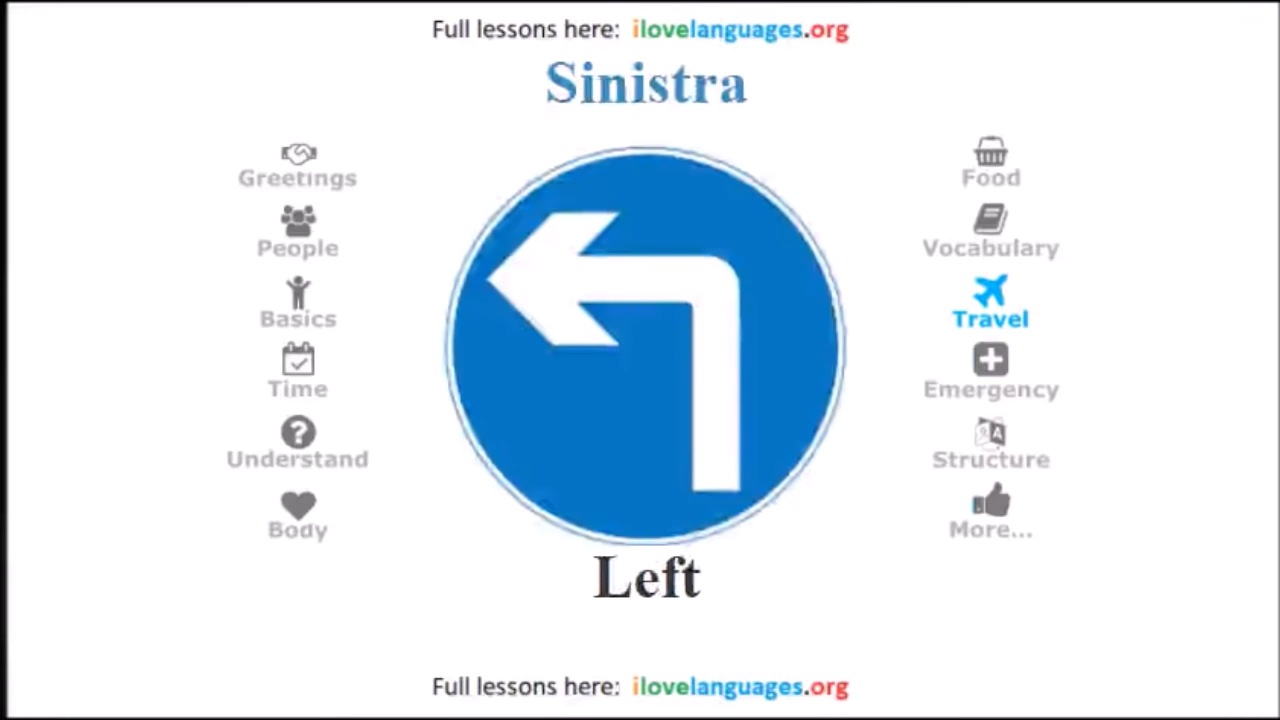 Full lessons here: ilovelanguages.org
Sinistra
Greetings
People
Basics
Time
Understand
Body
Food
Vocabulary
Travel
Emergency
Structure
More...
Left
Full lessons here: ilovelanguages.org